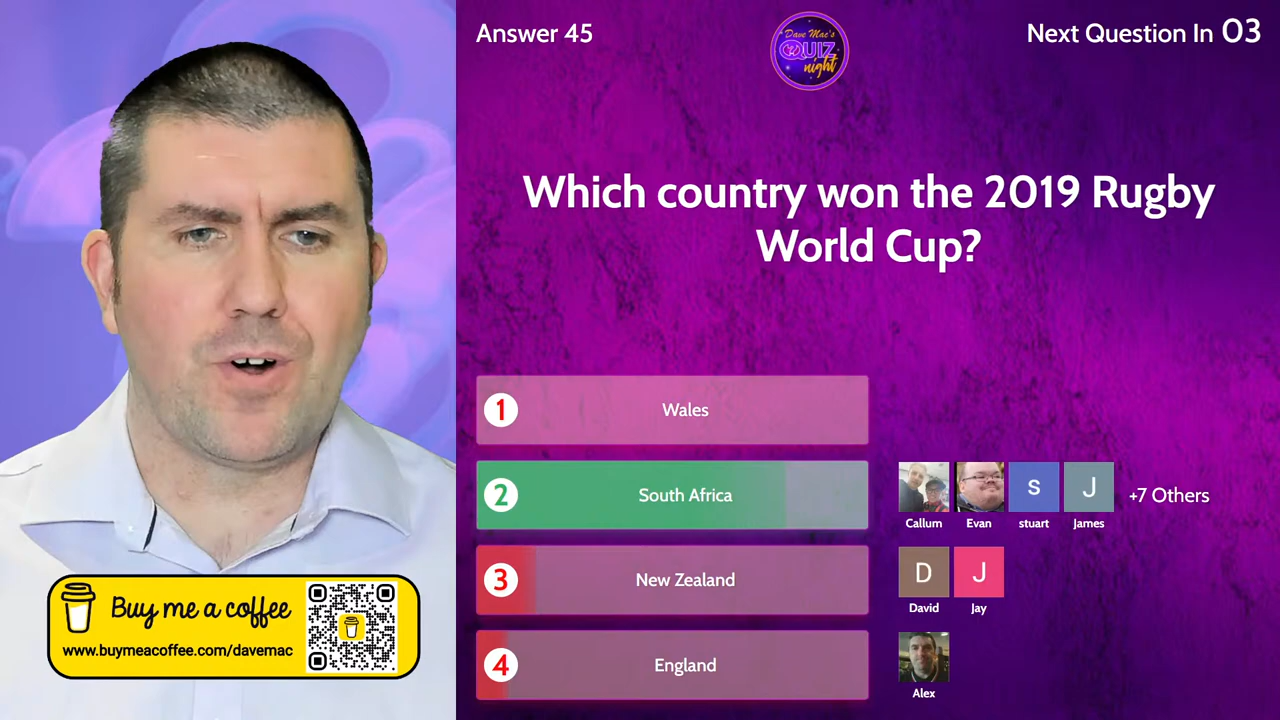 Answer 45
Dave Mac's
QUIZ
night
Next Question In 03
Which country won the 2019 Rugby
World Cup?
1 Wales
2 South Africa
Callum
Evan
s
stuart
J
James
+7 Others
3 New Zealand
D
David
J
Jay
4 England
Alex
Buy me a coffee
www.buymeacoffee.com/davemac